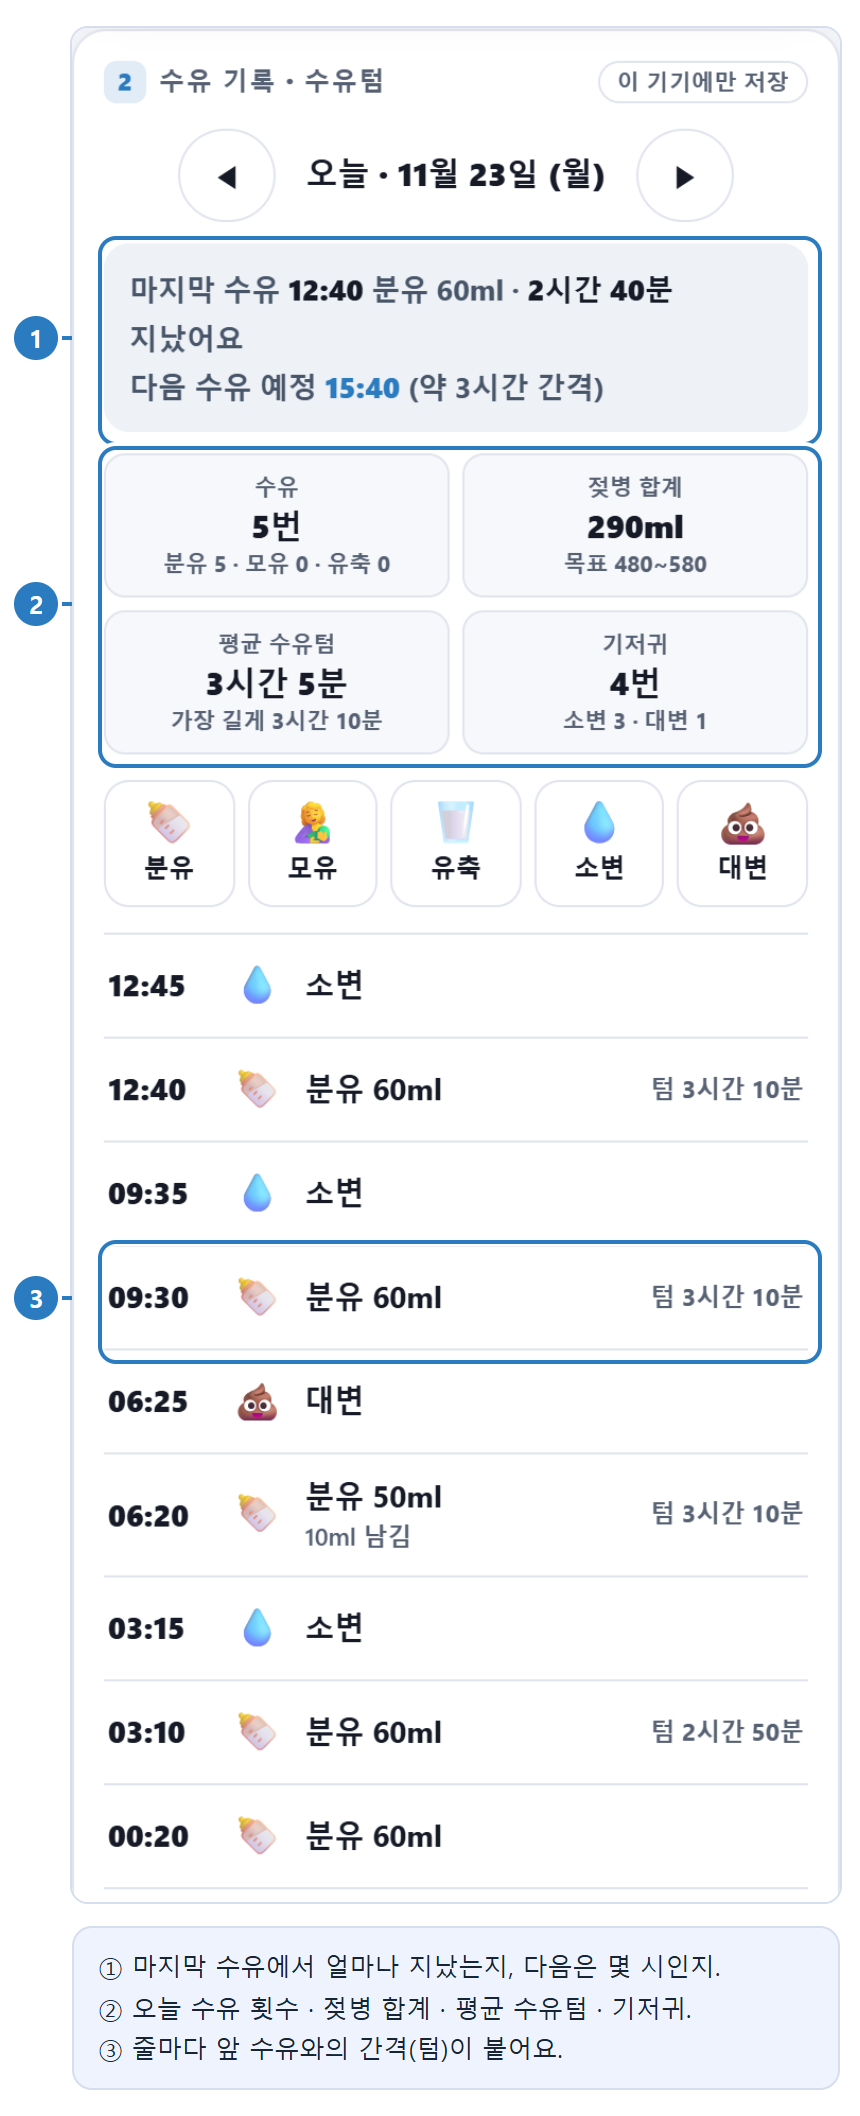 2 수유 기록 · 수유텀
이 기기에만 저장
◀ 오늘 · 11월 23일 (월) ▶
1
마지막 수유 12:40 분유 60ml · 2시간 40분
지났어요
다음 수유 예정 15:40 (약 3시간 간격)
2
수유
5번
분유 5 · 모유 0 · 유축 0
젖병 합계
290ml
목표 480~580
평균 수유텀
3시간 5분
가장 길게 3시간 10분
기저귀
4번
소변 3 · 대변 1
분유 모유 유축 소변 대변
12:45 소변
12:40 분유 60ml 텀 3시간 10분
09:35 소변
3
09:30 분유 60ml 텀 3시간 10분
06:25 대변
06:20 분유 50ml 텀 3시간 10분
10ml 남김
03:15 소변
03:10 분유 60ml 텀 2시간 50분
00:20 분유 60ml
① 마지막 수유에서 얼마나 지났는지, 다음은 몇 시인지.
② 오늘 수유 횟수 · 젖병 합계 · 평균 수유텀 · 기저귀.
③ 줄마다 앞 수유와의 간격(텀)이 붙어요.